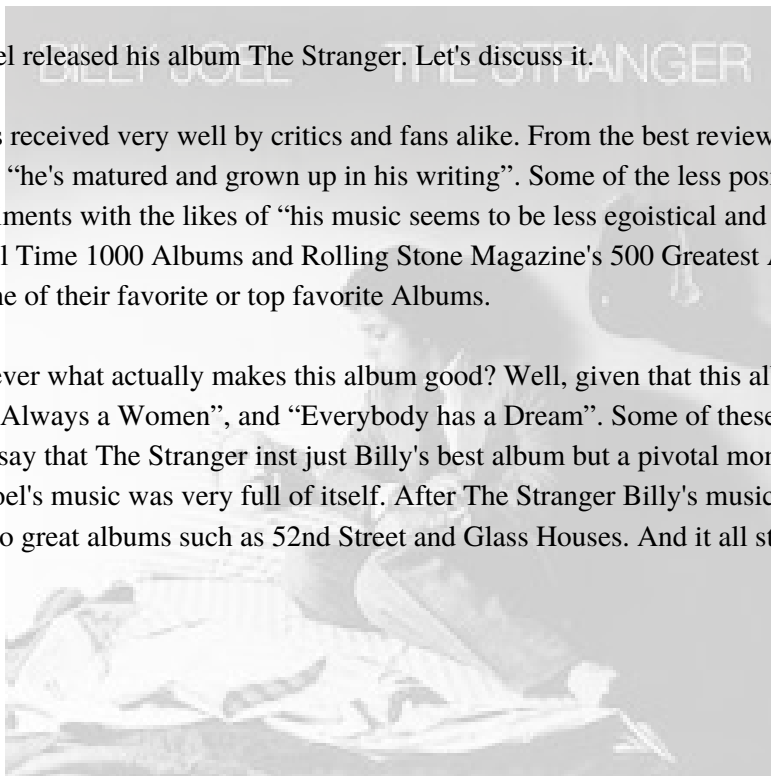 BILLY JOEL THE STRANGER
el released his album The Stranger. Let's discuss it.
s received very well by critics and fans alike. From the best review
“he's matured and grown up in his writing”. Some of the less posi
ments with the likes of “his music seems to be less egoistical and
l Time 1000 Albums and Rolling Stone Magazine's 500 Greatest A
ne of their favorite or top favorite Albums.
ver what actually makes this album good? Well, given that this al
Always a Women”, and “Everybody has a Dream”. Some of these
say that The Stranger inst just Billy's best album but a pivotal mor
oel's music was very full of itself. After The Stranger Billy's music
o great albums such as 52nd Street and Glass Houses. And it all st